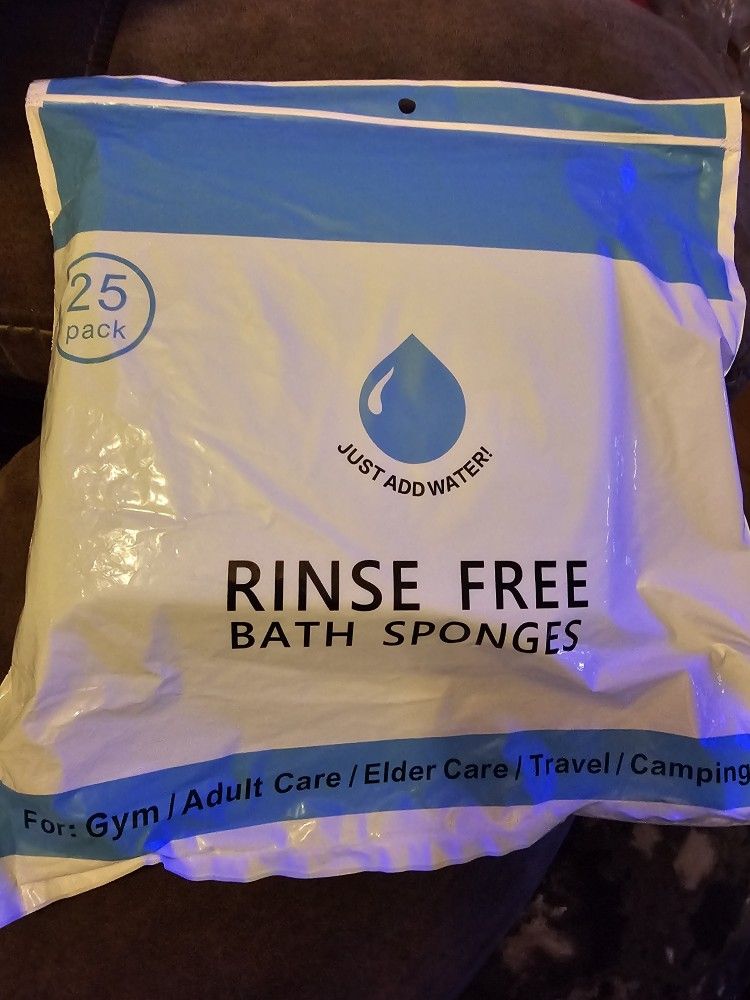 25
pack
JUST ADD WATER!
RINSE FREE
BATH SPONGES
For: Gym / Adult Care / Elder Care / Travel / Camping